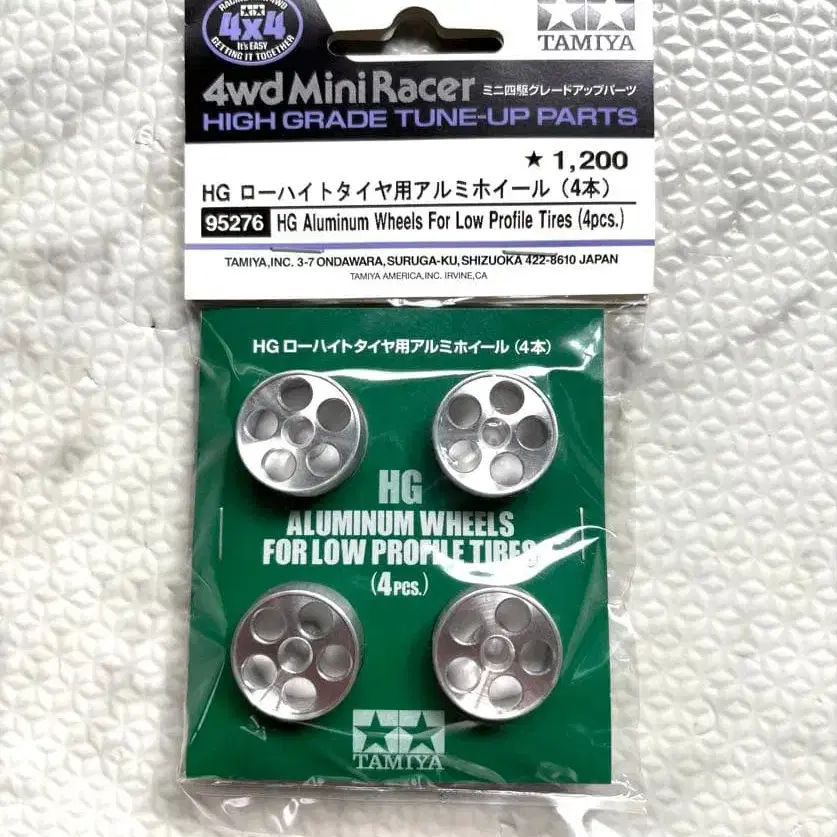 RACING MINI 4WD
4x4
It's EASY
GETTING IT TOGETHER
TAMIYA
4wd Mini Racer ミニ四駆グレードアップパーツ
HIGH GRADE TUNE-UP PARTS
★ 1,200
HG ローハイトタイヤ用アルミホイール（4本）
95276 HG Aluminum Wheels For Low Profile Tires (4pcs.)
TAMIYA,INC. 3-7 ONDAWARA,SURUGA-KU,SHIZUOKA 422-8610 JAPAN
TAMIYA AMERICA,INC. IRVINE,CA
HG ローハイトタイヤ用アルミホイール（4本）
HG
ALUMINUM WHEELS
FOR LOW PROFILE TIRES
(4PCS.)
TAMIYA